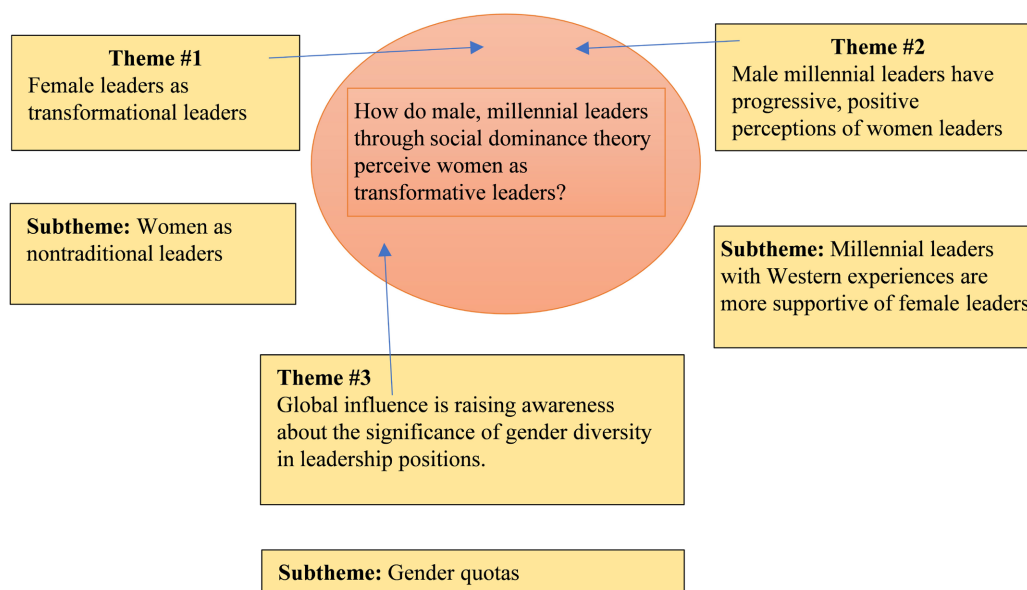 Theme #1
Female leaders as
transformational leaders
How do male, millennial leaders
through social dominance theory
perceive women as
transformative leaders?
Theme #2
Male millennial leaders have
progressive, positive
perceptions of women leaders
Subtheme: Women as
nontraditional leaders
Subtheme: Millennial leaders
with Western experiences are
more supportive of female leaders
Theme #3
Global influence is raising awareness
about the significance of gender diversity
in leadership positions.
Subtheme: Gender quotas